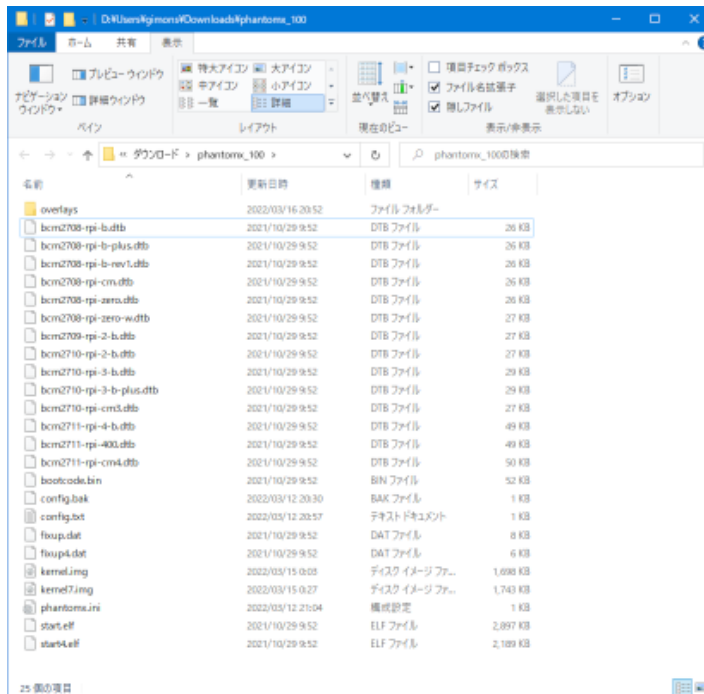 D:¥Users¥gimons¥Downloads¥phantomx_100
ファイル ホーム 共有 表示
ナビゲーション ウィンドウ プレビュー ウィンドウ 詳細ウィンドウ
特大アイコン 大アイコン
中アイコン 小アイコン
一覧 詳細
並べ替え
項目チェック ボックス
ファイル名拡張子
隠しファイル
選択した項目を表示しない
オプション
ペイン レイアウト 現在のビュー 表示/非表示
« ダウンロード > phantomx_100 > phantomx_100の検索
名前 更新日時 種類 サイズ
overlays 2022/03/16 20:52 ファイル フォルダー
bcm2708-rpi-b.dtb 2021/10/29 9:52 DTB ファイル 26 KB
bcm2708-rpi-b-plus.dtb 2021/10/29 9:52 DTB ファイル 26 KB
bcm2708-rpi-b-rev1.dtb 2021/10/29 9:52 DTB ファイル 26 KB
bcm2708-rpi-cm.dtb 2021/10/29 9:52 DTB ファイル 26 KB
bcm2708-rpi-zero.dtb 2021/10/29 9:52 DTB ファイル 26 KB
bcm2708-rpi-zero-w.dtb 2021/10/29 9:52 DTB ファイル 27 KB
bcm2709-rpi-2-b.dtb 2021/10/29 9:52 DTB ファイル 27 KB
bcm2710-rpi-2-b.dtb 2021/10/29 9:52 DTB ファイル 27 KB
bcm2710-rpi-3-b.dtb 2021/10/29 9:52 DTB ファイル 29 KB
bcm2710-rpi-3-b-plus.dtb 2021/10/29 9:52 DTB ファイル 29 KB
bcm2710-rpi-cm3.dtb 2021/10/29 9:52 DTB ファイル 27 KB
bcm2711-rpi-4-b.dtb 2021/10/29 9:52 DTB ファイル 49 KB
bcm2711-rpi-400.dtb 2021/10/29 9:52 DTB ファイル 49 KB
bcm2711-rpi-cm4.dtb 2021/10/29 9:52 DTB ファイル 50 KB
bootcode.bin 2021/10/29 9:52 BIN ファイル 52 KB
config.bak 2022/03/12 20:30 BAK ファイル 1 KB
config.txt 2022/03/12 20:57 テキスト ドキュメント 1 KB
fixup.dat 2021/10/29 9:52 DAT ファイル 8 KB
fixup4.dat 2021/10/29 9:52 DAT ファイル 6 KB
kernel.img 2022/03/15 0:03 ディスク イメージ ファ... 1,698 KB
kernel7.img 2022/03/15 0:27 ディスク イメージ ファ... 1,743 KB
phantomx.ini 2022/03/12 21:04 構成設定 1 KB
start.elf 2021/10/29 9:52 ELF ファイル 2,897 KB
start4.elf 2021/10/29 9:52 ELF ファイル 2,189 KB
25 個の項目